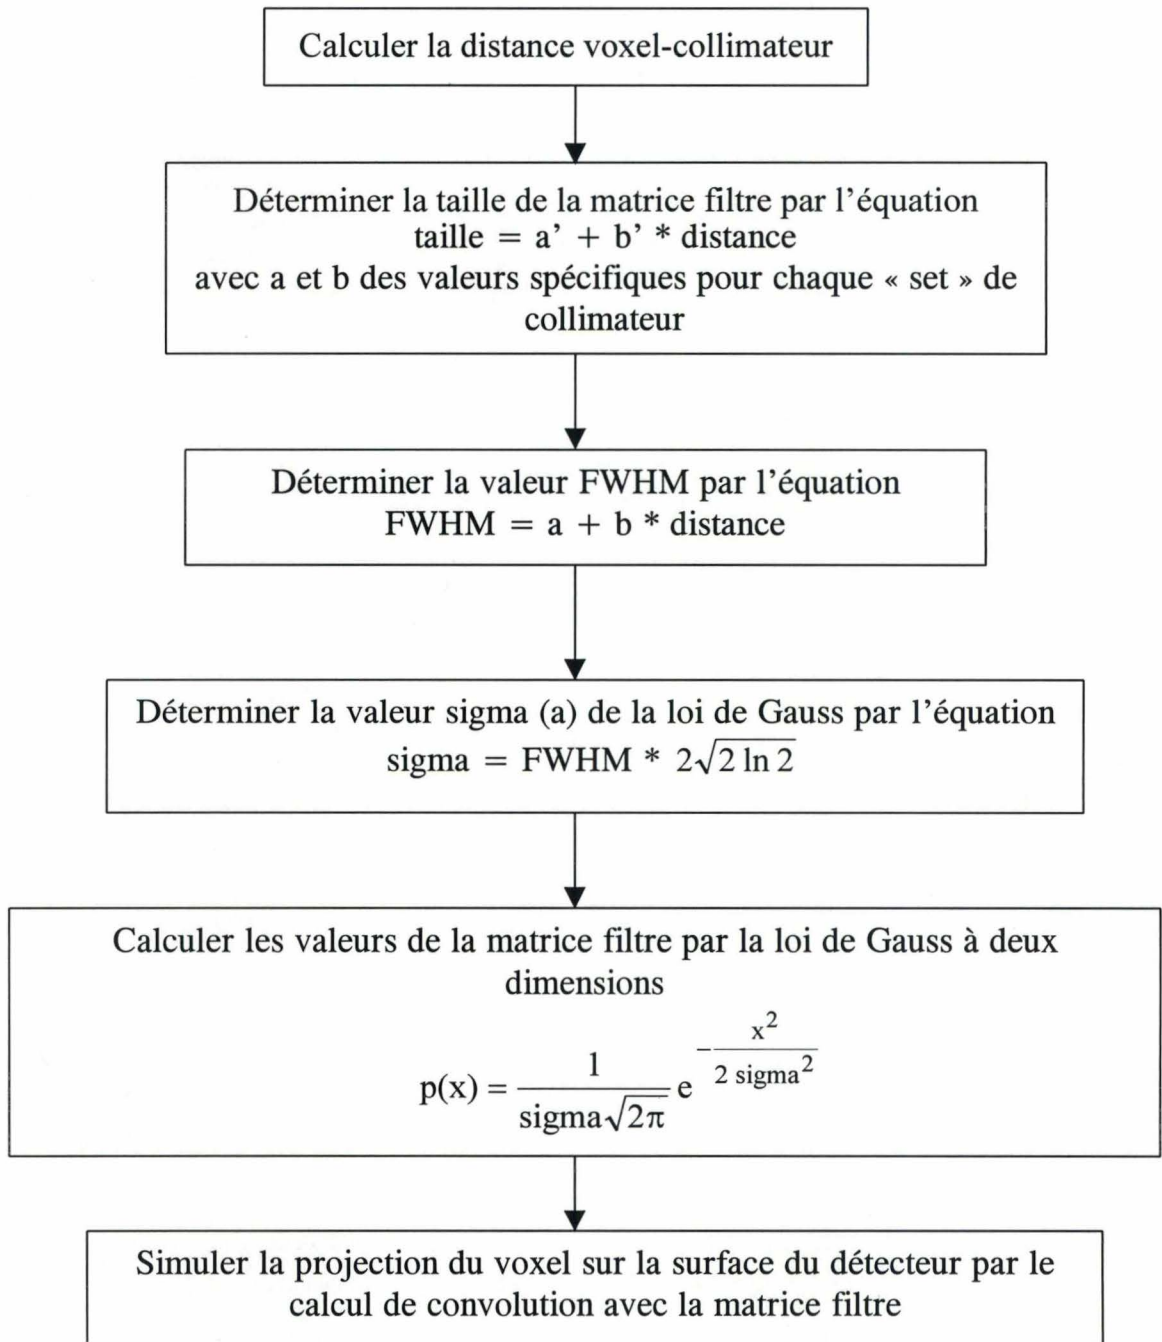 Calculer la distance voxel-collimateur
Déterminer la taille de la matrice filtre par l’équation
taille = a’ + b’ * distance
avec a et b des valeurs spécifiques pour chaque « set » de
collimateur
Déterminer la valeur FWHM par l’équation
FWHM = a + b * distance
Déterminer la valeur sigma (a) de la loi de Gauss par l’équation
sigma = FWHM * 2√2 ln 2
Calculer les valeurs de la matrice filtre par la loi de Gauss à deux
dimensions
p(x) = 1/(sigma√2π) e^(-x²/(2 sigma²))
Simuler la projection du voxel sur la surface du détecteur par le
calcul de convolution avec la matrice filtre